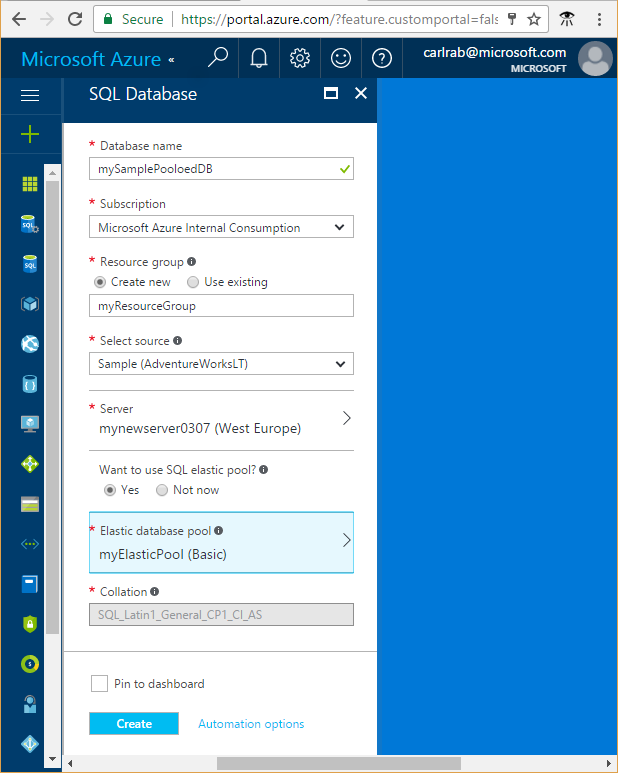 Secure https://portal.azure.com/?feature.customportal=fals
Microsoft Azure «
carlrab@microsoft.com
MICROSOFT
SQL Database
* Database name
mySamplePooloedDB
* Subscription
Microsoft Azure Internal Consumption
* Resource group
Create new Use existing
myResourceGroup
* Select source
Sample (AdventureWorksLT)
* Server
mynewserver0307 (West Europe)
Want to use SQL elastic pool?
Yes Not now
* Elastic database pool
myElasticPool (Basic)
* Collation
SQL_Latin1_General_CP1_CI_AS
Pin to dashboard
Create Automation options